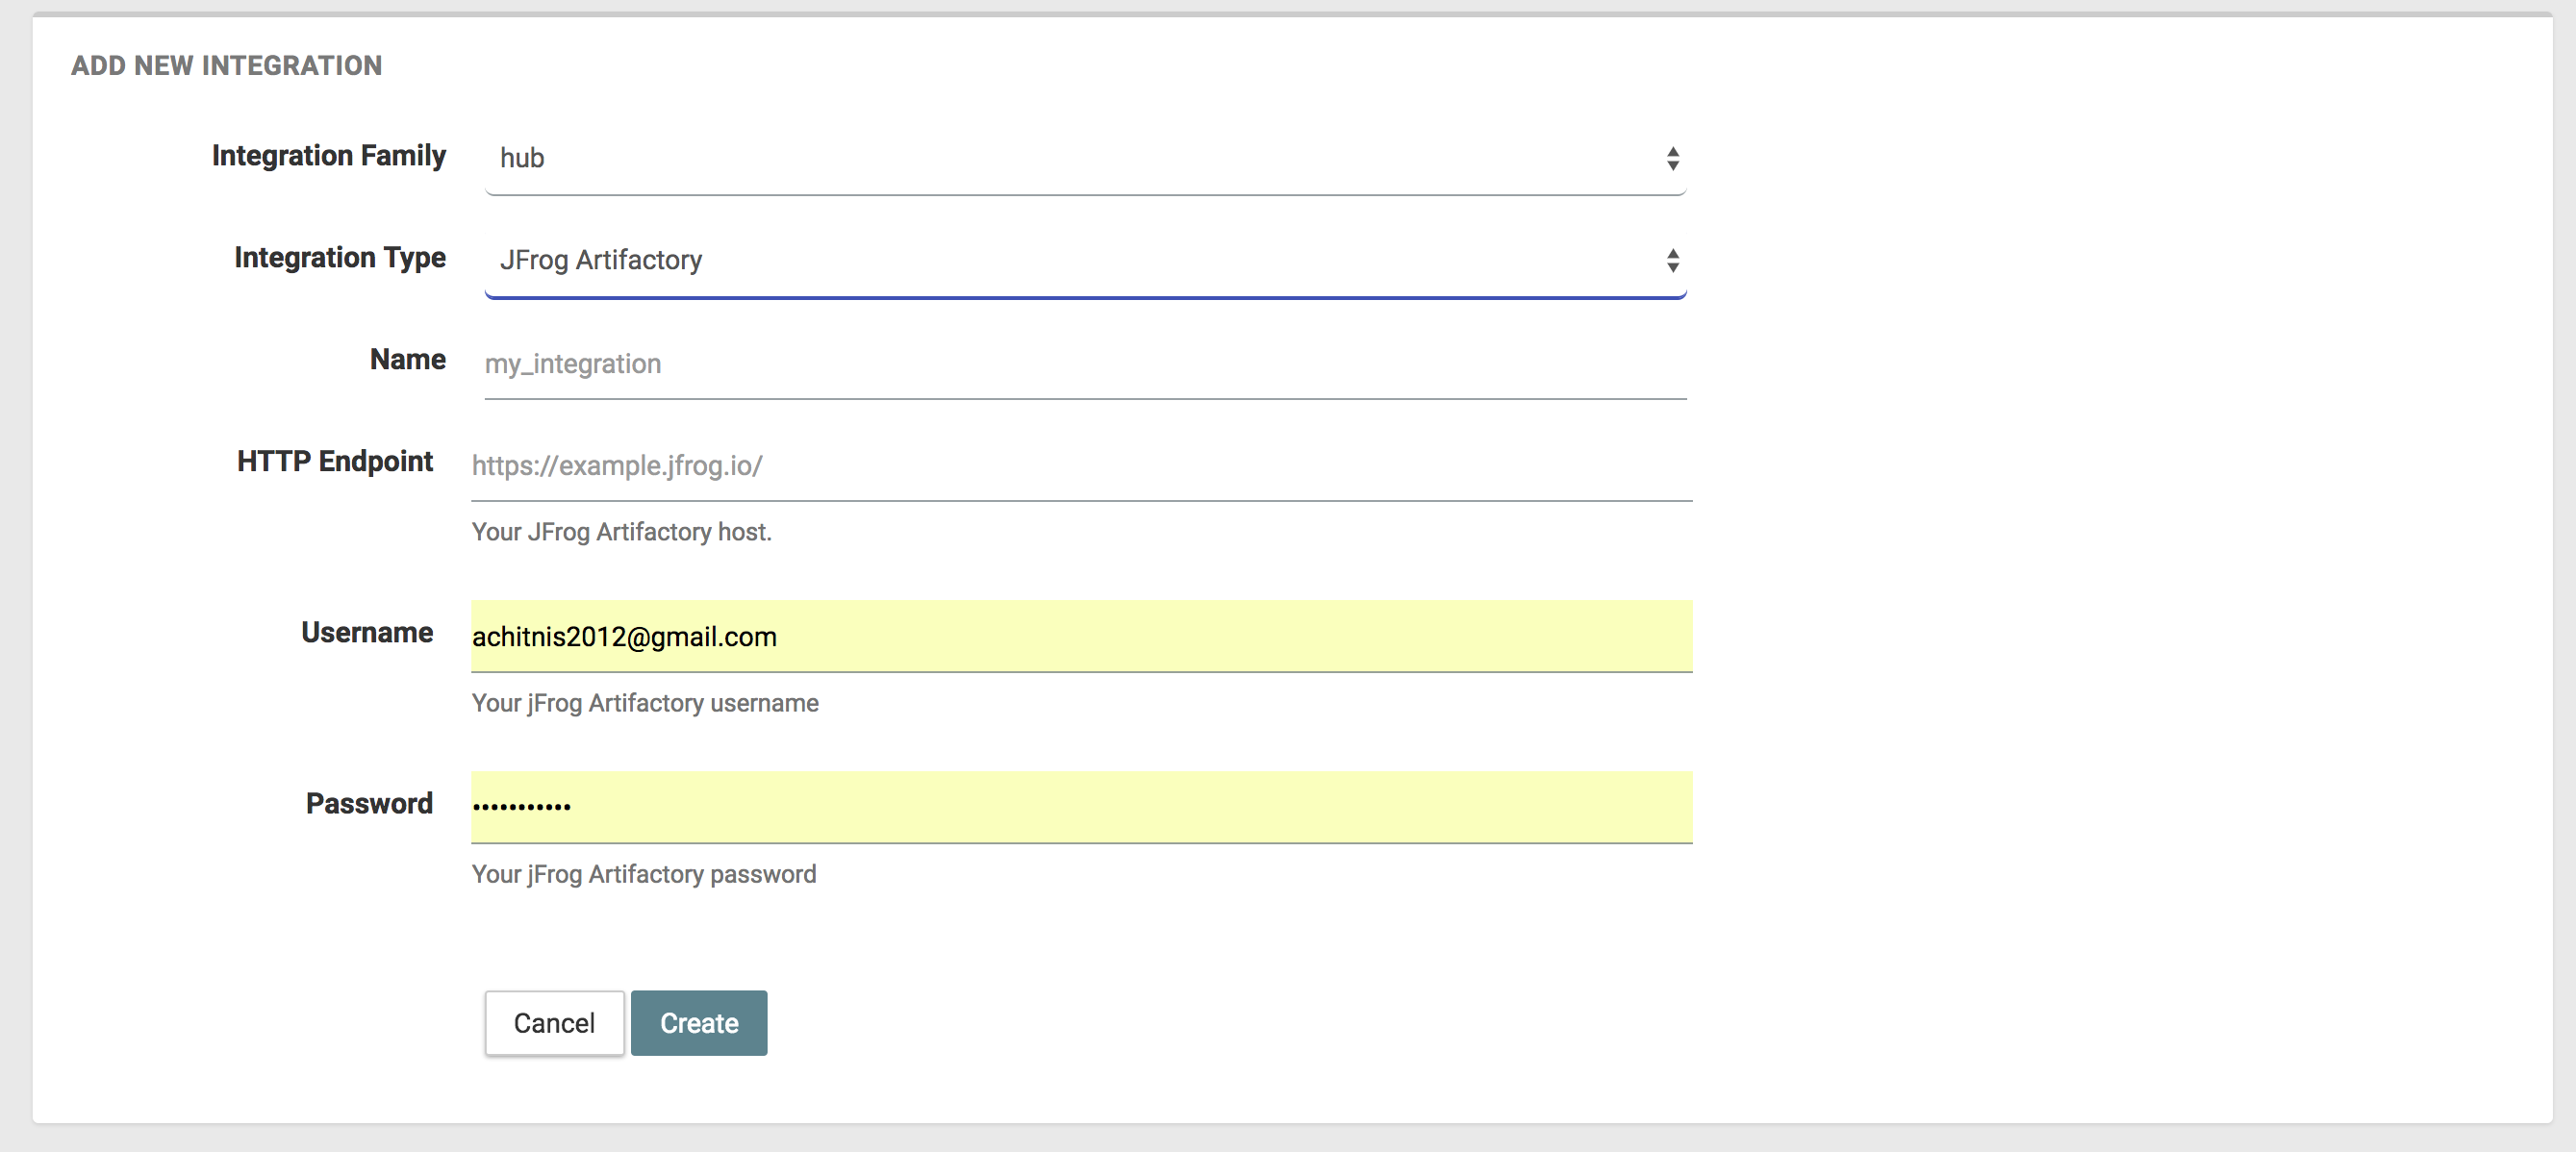 ADD NEW INTEGRATION
Integration Family hub
Integration Type JFrog Artifactory
Name my_integration
HTTP Endpoint https://example.jfrog.io/
Your JFrog Artifactory host.
Username achitnis2012@gmail.com
Your jFrog Artifactory username
Password •••••••••••
Your jFrog Artifactory password
Cancel Create